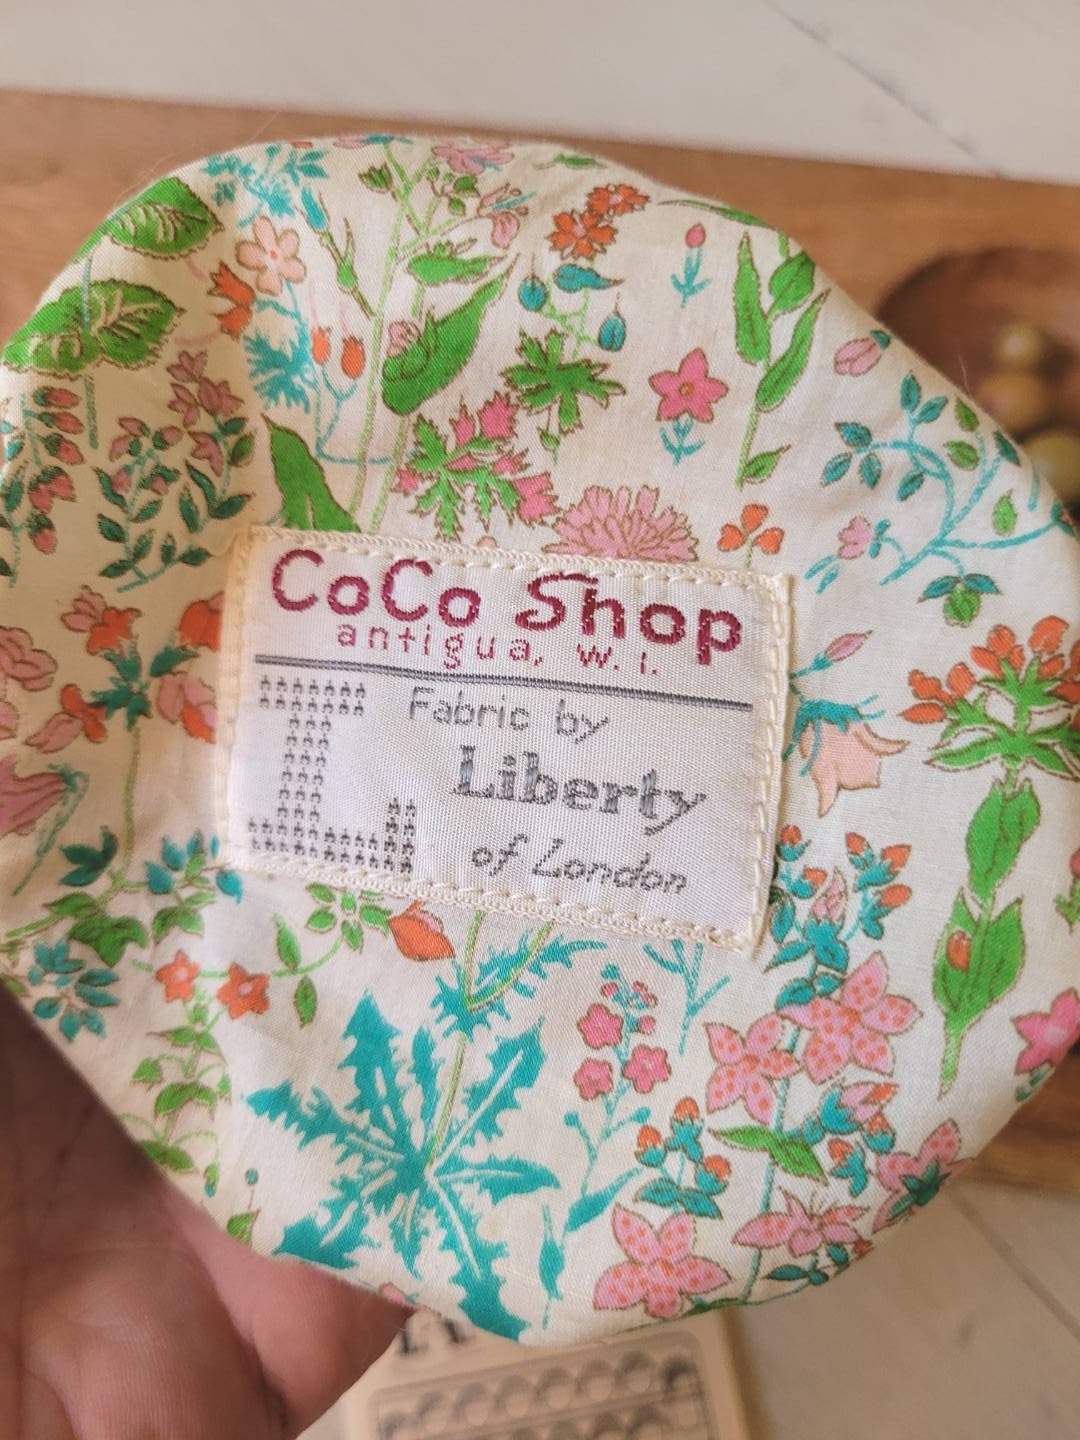 CoCo Shop
antigua, w. i.
Fabric by
Liberty
of London